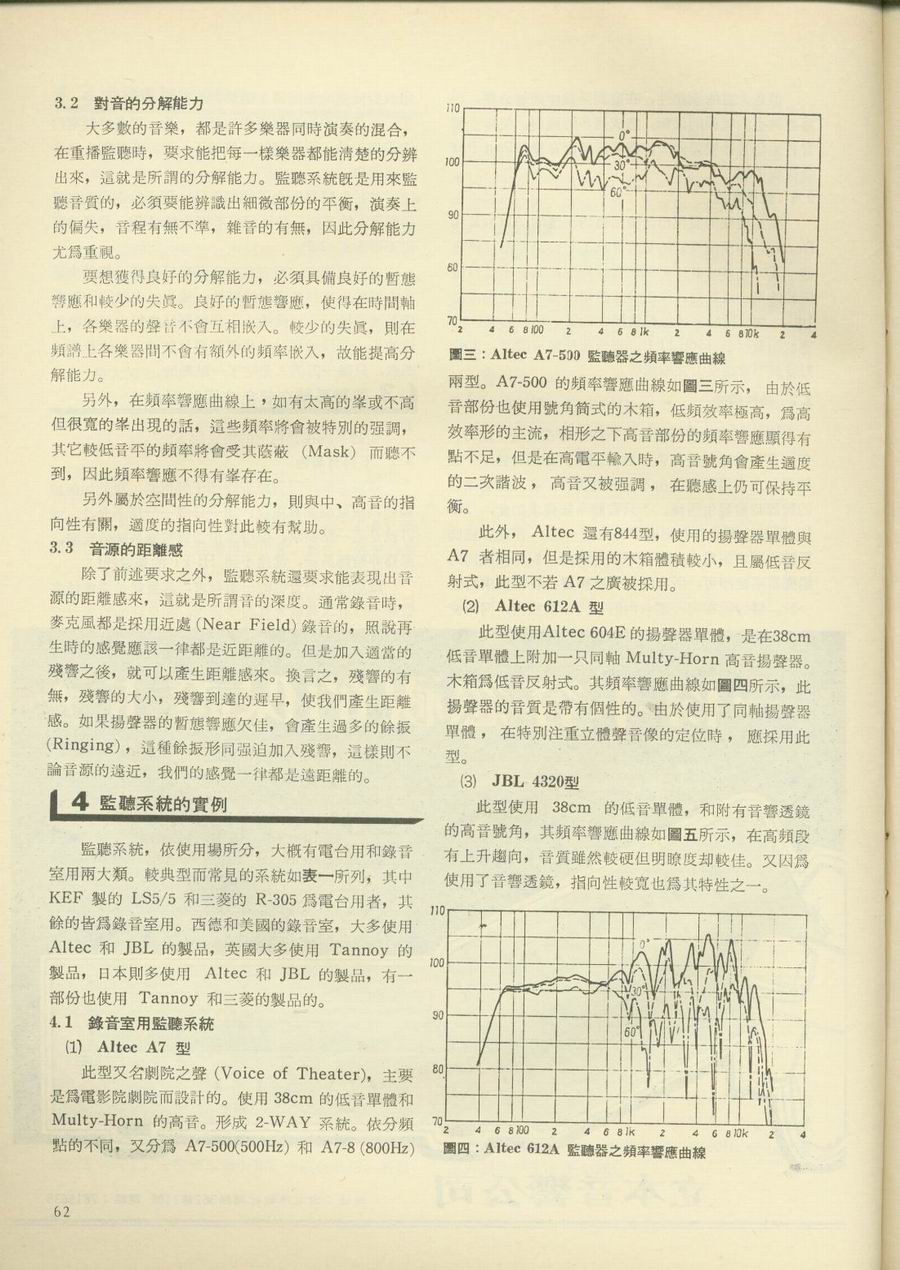 3.2 對音的分解能力
大多數的音樂，都是許多樂器同時演奏的混合，
在重播監聽時，要求能把每一樣樂器都能清楚的分辨
出來，這就是所謂的分解能力。監聽系統既是用來監
聽音質的，必須要能辨識出細微部份的平衡，演奏上
的偏失，音程有無不準，雜音的有無，因此分解能力
尤爲重視。
要想獲得良好的分解能力，必須具備良好的暫態
響應和較少的失眞。良好的暫態響應，使得在時間軸
上，各樂器的聲音不會互相嵌入。較少的失眞，則在
頻譜上各樂器間不會有額外的頻率嵌入，故能提高分
解能力。
另外，在頻率響應曲線上，如有太高的峯或不高
但很寬的峯出現的話，這些頻率將會被特別的强調，
其它較低音平的頻率將會受其蔭蔽 (Mask) 而聽不
到，因此頻率響應不得有峯存在。
另外屬於空間性的分解能力，則與中、高音的指
向性有關，適度的指向性對此較有幫助。
3.3 音源的距離感
除了前述要求之外，監聽系統還要求能表現出音
源的距離感來，這就是所謂音的深度。通常錄音時，
麥克風都是採用近處 (Near Field) 錄音的，照說再
生時的感覺應該一律都是近距離的。但是加入適當的
殘響之後，就可以產生距離感來。換言之，殘響的有
無，殘響的大小，殘響到達的遲早，使我們產生距離
感。如果揚聲器的暫態響應欠佳，會產生過多的餘振
(Ringing)，這種餘振形同强迫加入殘響，這樣則不
論音源的遠近，我們的感覺一律都是遠距離的。
4 監聽系統的實例
監聽系統，依使用場所分，大概有電台用和錄音
室用兩大類。較典型而常見的系統如表一所列，其中
KEF 製的 LS5/5 和三菱的 R-305 爲電台用者，其
餘的皆爲錄音室用。西德和美國的錄音室，大多使用
Altec 和 JBL 的製品，英國大多使用 Tannoy 的
製品，日本則多使用 Altec 和 JBL 的製品，有一
部份也使用 Tannoy 和三菱的製品的。
4.1 錄音室用監聽系統
(1) Altec A7 型
此型又名劇院之聲 (Voice of Theater)，主要
是爲電影院劇院而設計的。使用 38cm 的低音單體和
Multy-Horn 的高音。形成 2-WAY 系統。依分頻
點的不同，又分爲 A7-500(500Hz) 和 A7-8 (800Hz)
62
110
100
90
80
70
0°
30°
60°
2 4 6 8 100 2 4 6 8 1k 2 4 6 8 10k 2 4
圖三：Altec A7-500 監聽器之頻率響應曲線
兩型。A7-500 的頻率響應曲線如圖三所示，由於低
音部份也使用號角筒式的木箱，低頻效率極高，爲高
效率形的主流，相形之下高音部份的頻率響應顯得有
點不足，但是在高電平輸入時，高音號角會產生適度
的二次諧波，高音又被强調，在聽感上仍可保持平
衡。
此外，Altec 還有844型，使用的揚聲器單體與
A7 者相同，但是採用的木箱體積較小，且屬低音反
射式，此型不若 A7 之廣被採用。
(2) Altec 612A 型
此型使用Altec 604E 的揚聲器單體，是在38cm
低音單體上附加一只同軸 Multy-Horn 高音揚聲器。
木箱爲低音反射式。其頻率響應曲線如圖四所示，此
揚聲器的音質是帶有個性的。由於使用了同軸揚聲器
單體，在特別注重立體聲音像的定位時，應採用此
型。
(3) JBL 4320型
此型使用 38cm 的低音單體，和附有音響透鏡
的高音號角，其頻率響應曲線如圖五所示，在高頻段
有上升趨向，音質雖然較硬但明瞭度却較佳。又因爲
使用了音響透鏡，指向性較寬也爲其特性之一。
110
100
90
80
70
0°
30°
60°
2 4 6 8 100 2 4 6 8 1k 2 4 6 8 10k 2 4
圖四：Altec 612A 監聽器之頻率響應曲線